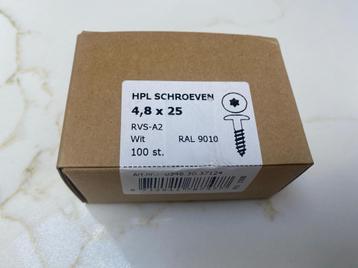 HPL SCHROEVEN
4,8 x 25
RVS-A2
Wit RAL 9010
100 st.